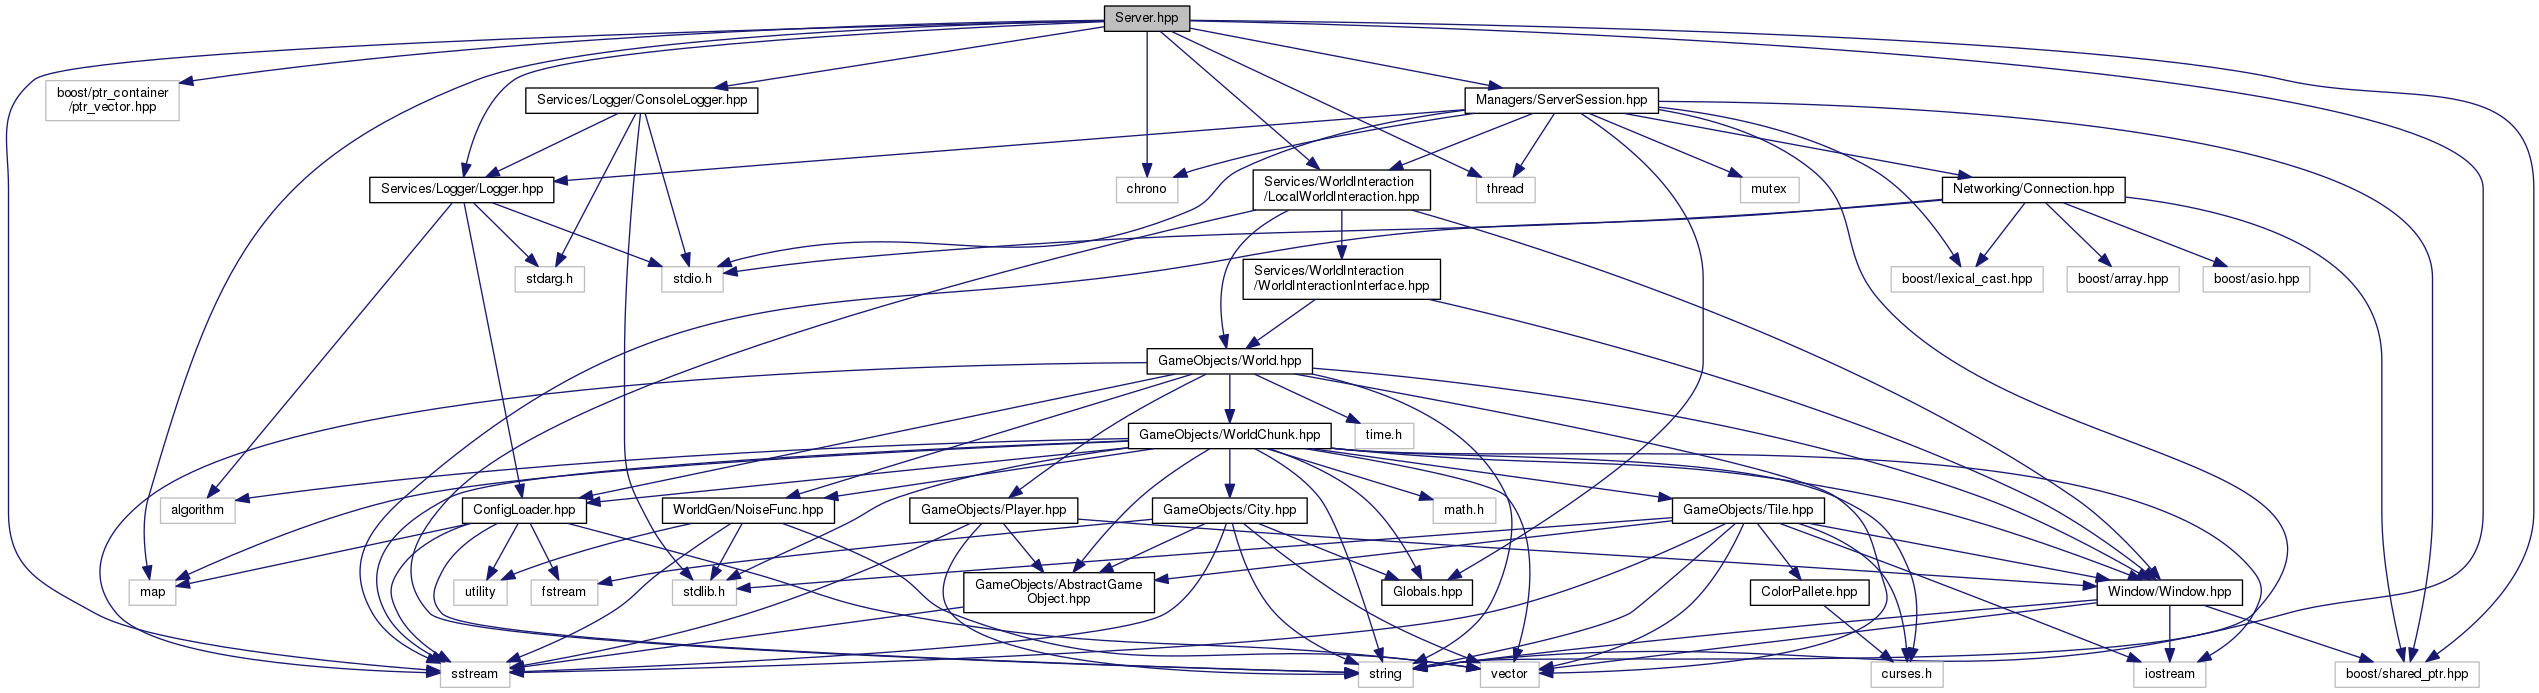 Server.hpp
boost/ptr_container
/ptr_vector.hpp
Services/Logger/ConsoleLogger.hpp
Managers/ServerSession.hpp
Services/Logger/Logger.hpp
chrono
Services/WorldInteraction
/LocalWorldInteraction.hpp
thread
mutex
Networking/Connection.hpp
stdarg.h
stdio.h
Services/WorldInteraction
/WorldInteractionInterface.hpp
boost/lexical_cast.hpp
boost/array.hpp
boost/asio.hpp
GameObjects/World.hpp
GameObjects/WorldChunk.hpp
time.h
algorithm
ConfigLoader.hpp
WorldGen/NoiseFunc.hpp
GameObjects/Player.hpp
GameObjects/City.hpp
math.h
GameObjects/Tile.hpp
map
utility
fstream
stdlib.h
GameObjects/AbstractGame
Object.hpp
Globals.hpp
ColorPallete.hpp
Window/Window.hpp
sstream
string
vector
curses.h
iostream
boost/shared_ptr.hpp